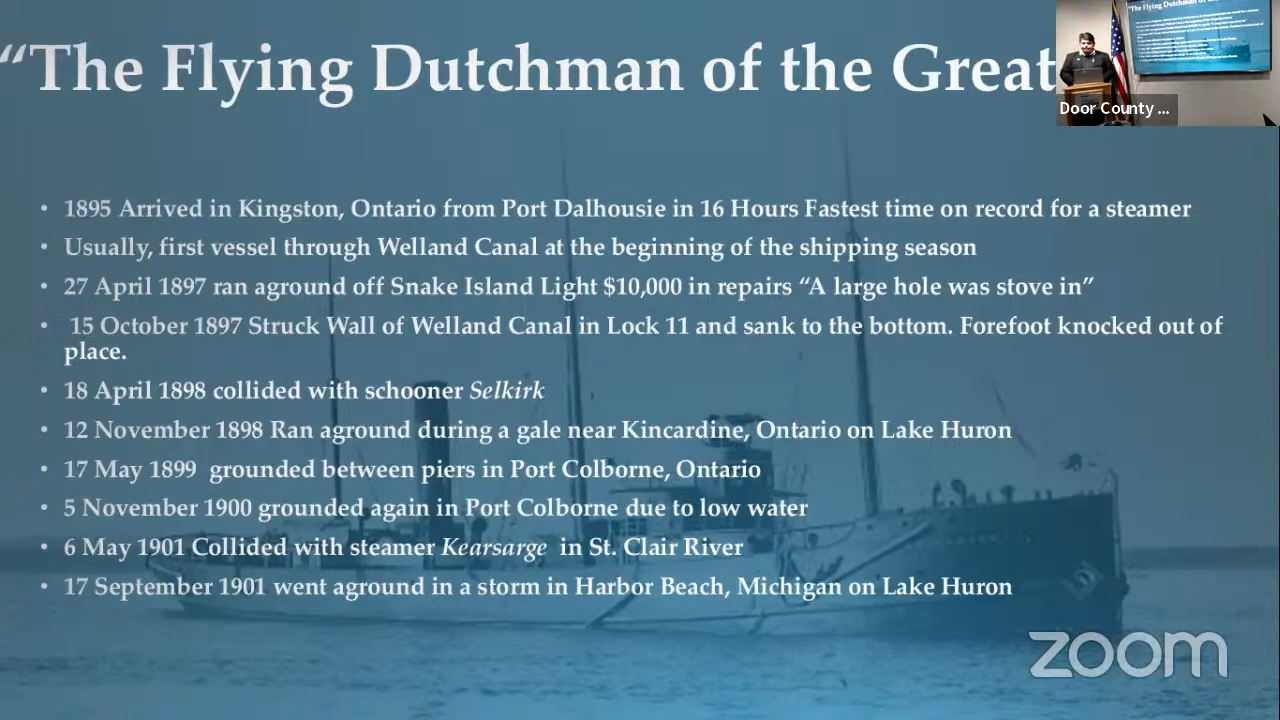 “The Flying Dutchman of the Great
Door County ...
• 1895 Arrived in Kingston, Ontario from Port Dalhousie in 16 Hours Fastest time on record for a steamer
• Usually, first vessel through Welland Canal at the beginning of the shipping season
• 27 April 1897 ran aground off Snake Island Light $10,000 in repairs “A large hole was stove in”
• 15 October 1897 Struck Wall of Welland Canal in Lock 11 and sank to the bottom. Forefoot knocked out of
place.
• 18 April 1898 collided with schooner Selkirk
• 12 November 1898 Ran aground during a gale near Kincardine, Ontario on Lake Huron
• 17 May 1899 grounded between piers in Port Colborne, Ontario
• 5 November 1900 grounded again in Port Colborne due to low water
• 6 May 1901 Collided with steamer Kearsarge in St. Clair River
• 17 September 1901 went aground in a storm in Harbor Beach, Michigan on Lake Huron
zoom